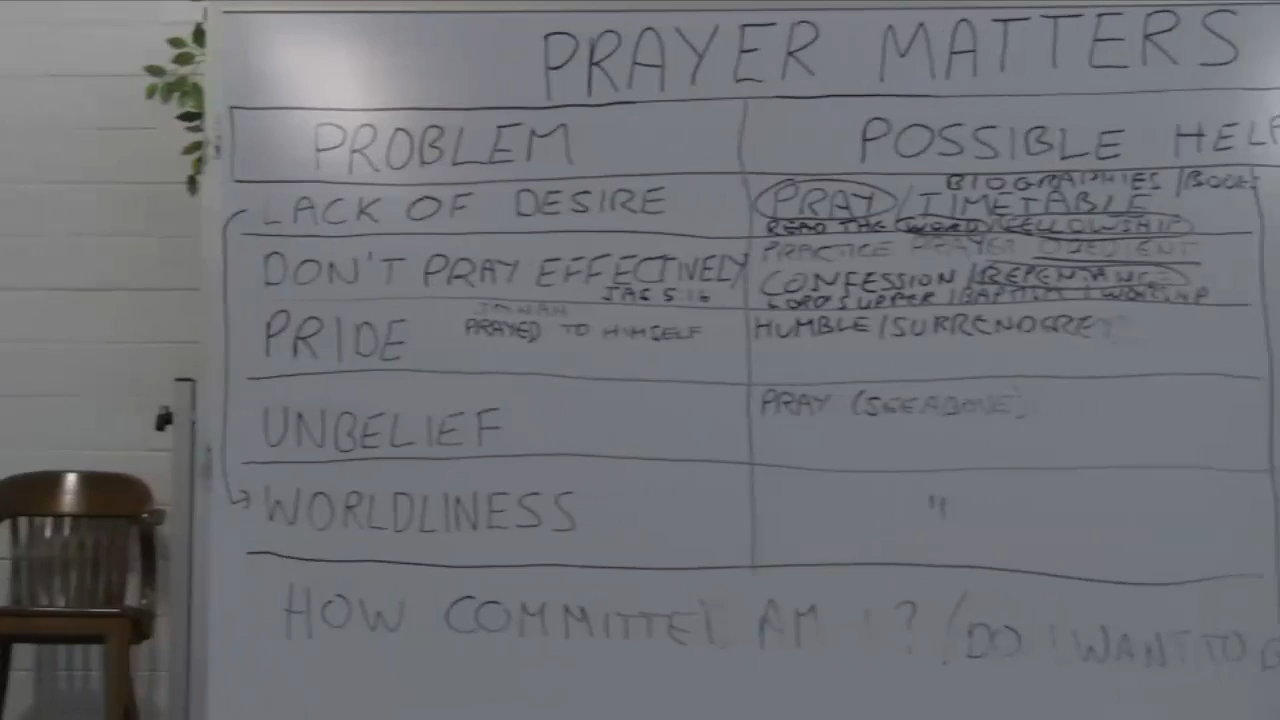 PRAYER MATTERS
PROBLEM
POSSIBLE HELP
LACK OF DESIRE
BIOGRAPHIES / BOOKS
PRAY / TIMETABLE
READ THE WORD / FELLOWSHIP
DON'T PRAY EFFECTIVELY
JAS 5:16
PRACTICE PRAYER OBEDIENT
CONFESSION / REPENTANCE
LORD SUPPER / BAPTISM / WORSHIP
PRIDE
PRAYED TO HIMSELF
HUMBLE / SURRENDER
UNBELIEF
PRAY (SEE ABOVE)
WORLDLINESS
"
HOW COMMITTED AM I ? / DO I WANT TO